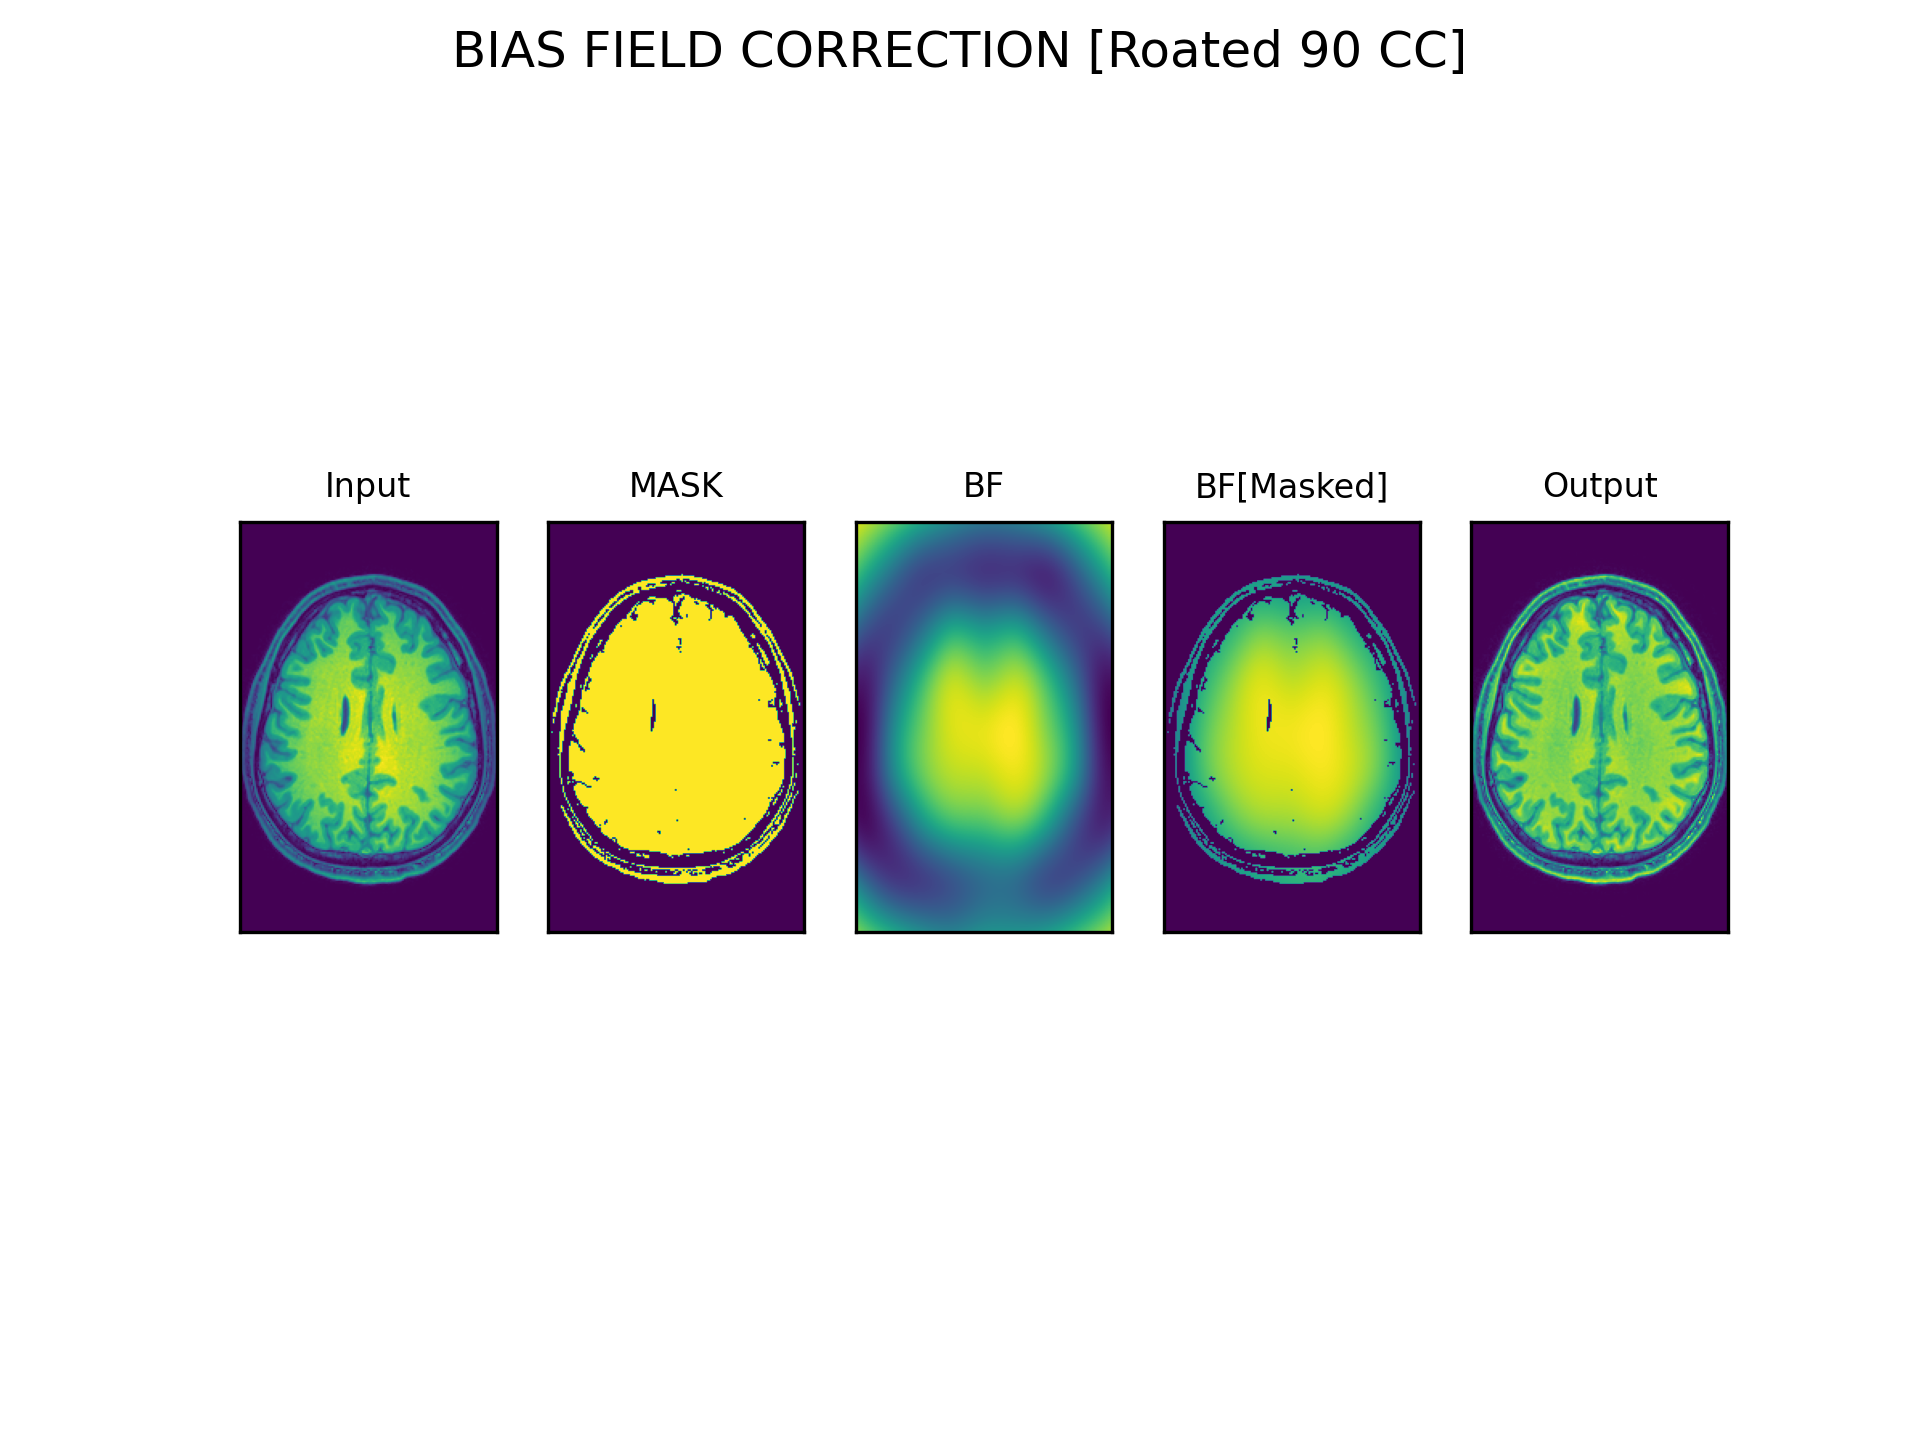 BIAS FIELD CORRECTION [Roated 90 CC]
Input
MASK
BF
BF[Masked]
Output